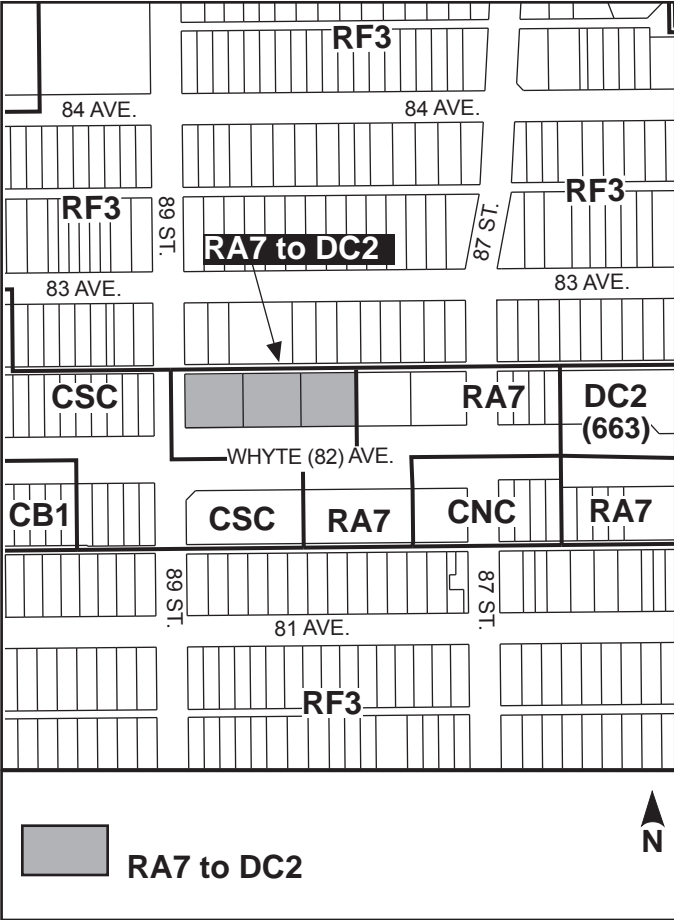 RF3
84 AVE.
84 AVE.
RF3
89 ST.
RF3
87 ST.
RA7 to DC2
83 AVE.
83 AVE.
CSC
RA7
DC2
(663)
WHYTE (82) AVE.
CB1
CSC
RA7
CNC
RA7
89 ST.
87 ST.
81 AVE.
RF3
N
RA7 to DC2